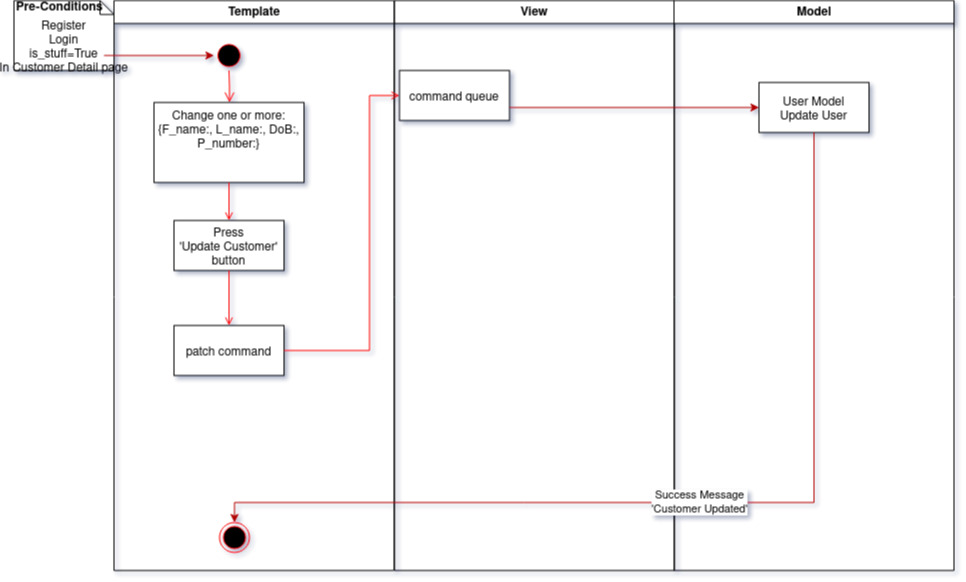 Pre-Conditions
Register
Login
is_stuff=True
In Customer Detail page
Template
View
Model
Change one or more:
{F_name:, L_name:, DoB:,
P_number:}
Press
'Update Customer'
button
patch command
command queue
User Model
Update User
Success Message
'Customer Updated'